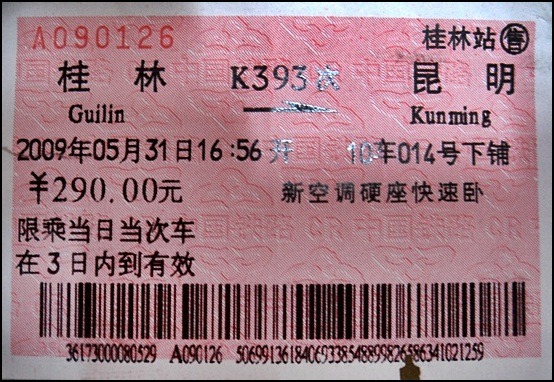 A090126 桂林站 售
桂林 K393次 昆明
Guilin Kunming
2009年05月31日16:56开 10车014号下铺
¥290.00元 新空调硬座快速卧
限乘当日当次车
在3日内到有效
36173000080529 A090126 50699136184069338548899826586341021259